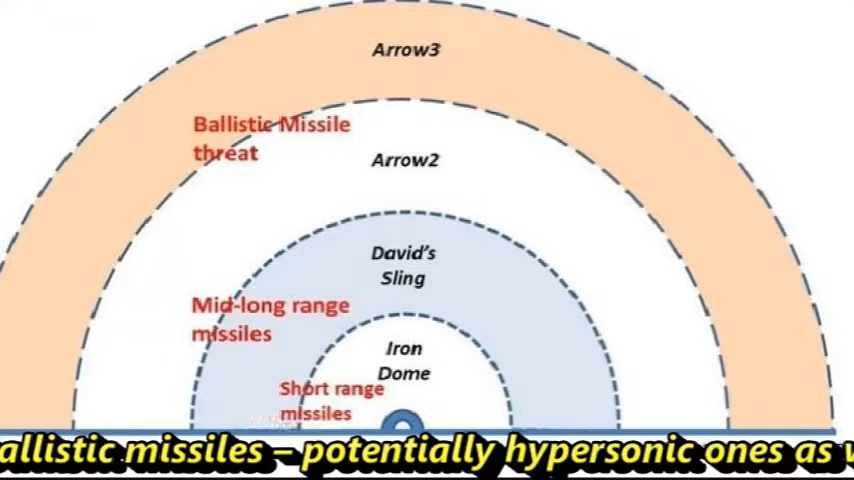 Arrow3
Ballistic Missile
threat
Arrow2
David's
Sling
Mid-long range
missiles
Iron
Dome
Short range
missiles
allistic missiles – potentially hypersonic ones as